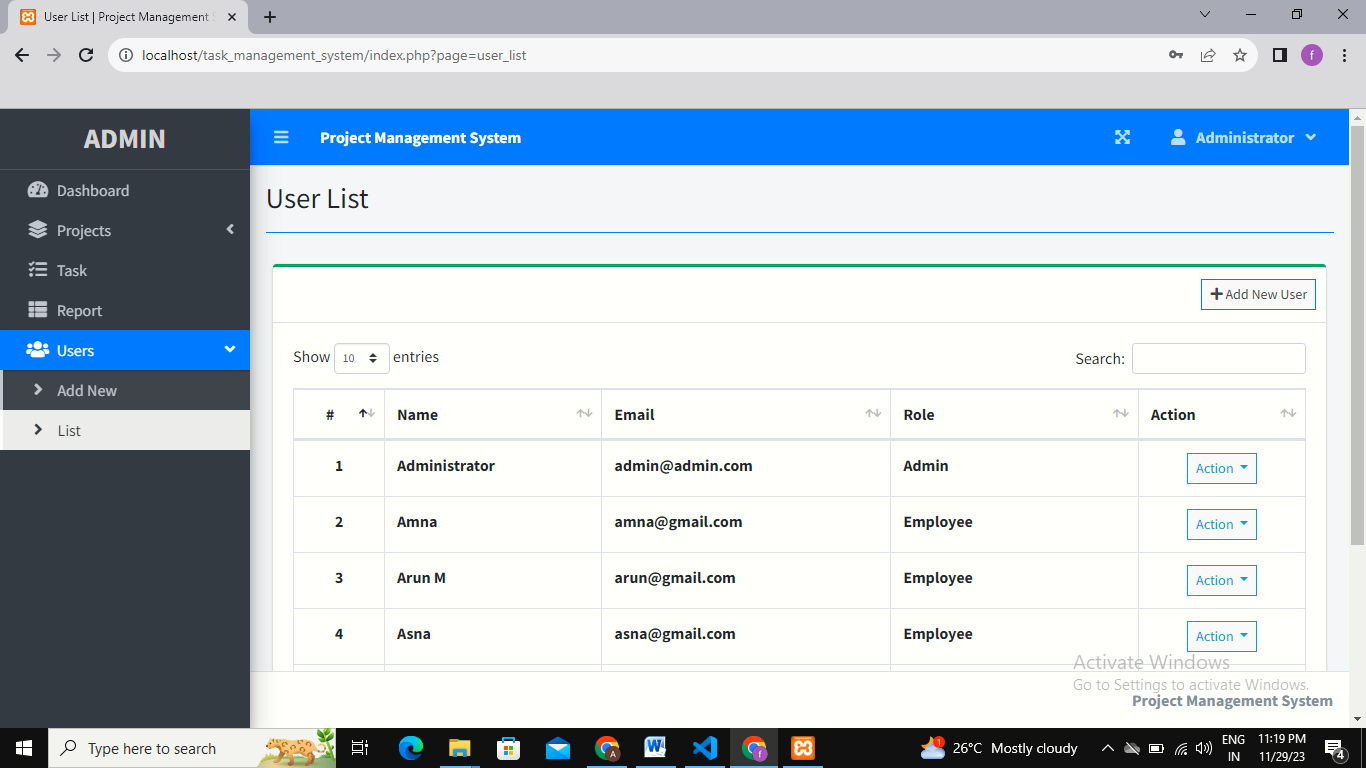 User List | Project Management S
localhost/task_management_system/index.php?page=user_list
f
ADMIN
Project Management System
Administrator
Dashboard
Projects
Task
Report
Users
Add New
List
User List
Add New User
Show 10 entries
Search:
# Name Email Role Action
1 Administrator admin@admin.com Admin Action
2 Amna amna@gmail.com Employee Action
3 Arun M arun@gmail.com Employee Action
4 Asna asna@gmail.com Employee Action
Activate Windows
Go to Settings to activate Windows.
Project Management System
Type here to search
A
W
f
1
26°C Mostly cloudy
ENG
IN
11:19 PM
11/29/23
4